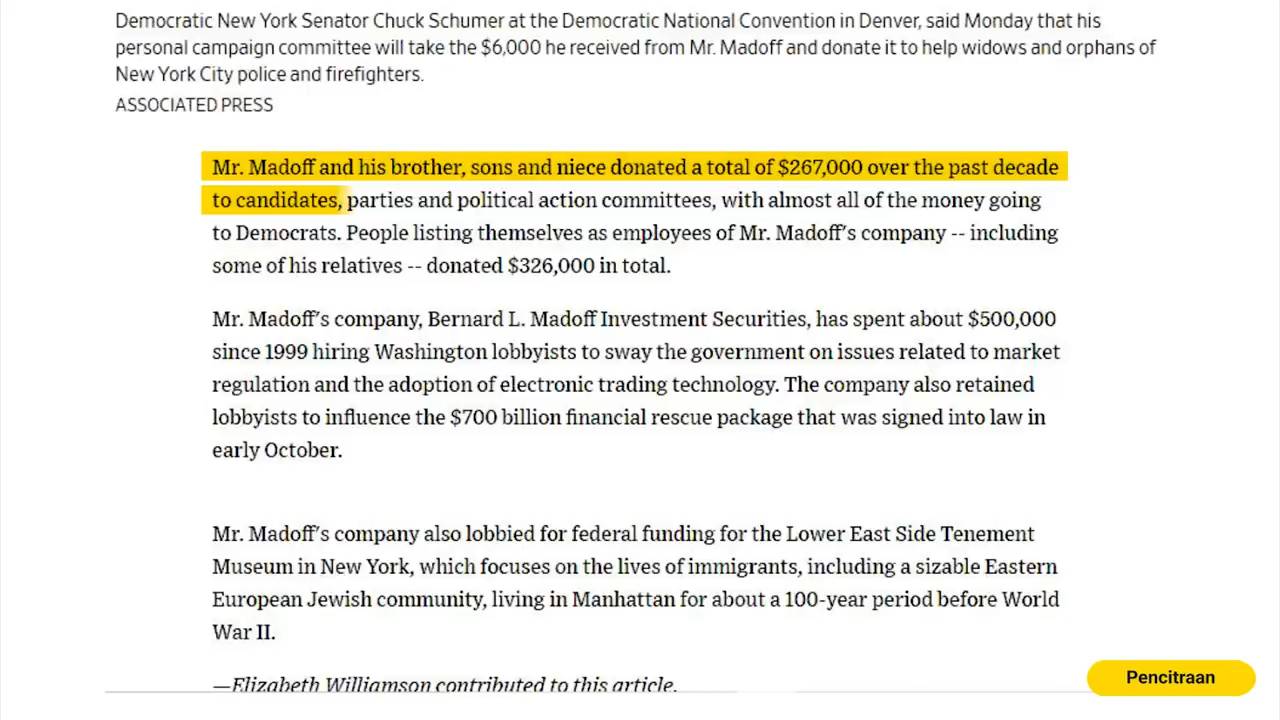 Democratic New York Senator Chuck Schumer at the Democratic National Convention in Denver, said Monday that his
personal campaign committee will take the $6,000 he received from Mr. Madoff and donate it to help widows and orphans of
New York City police and firefighters.
ASSOCIATED PRESS
Mr. Madoff and his brother, sons and niece donated a total of $267,000 over the past decade
to candidates, parties and political action committees, with almost all of the money going
to Democrats. People listing themselves as employees of Mr. Madoff's company -- including
some of his relatives -- donated $326,000 in total.
Mr. Madoff's company, Bernard L. Madoff Investment Securities, has spent about $500,000
since 1999 hiring Washington lobbyists to sway the government on issues related to market
regulation and the adoption of electronic trading technology. The company also retained
lobbyists to influence the $700 billion financial rescue package that was signed into law in
early October.
Mr. Madoff's company also lobbied for federal funding for the Lower East Side Tenement
Museum in New York, which focuses on the lives of immigrants, including a sizable Eastern
European Jewish community, living in Manhattan for about a 100-year period before World
War II.
—Elizabeth Williamson contributed to this article.
Pencitraan